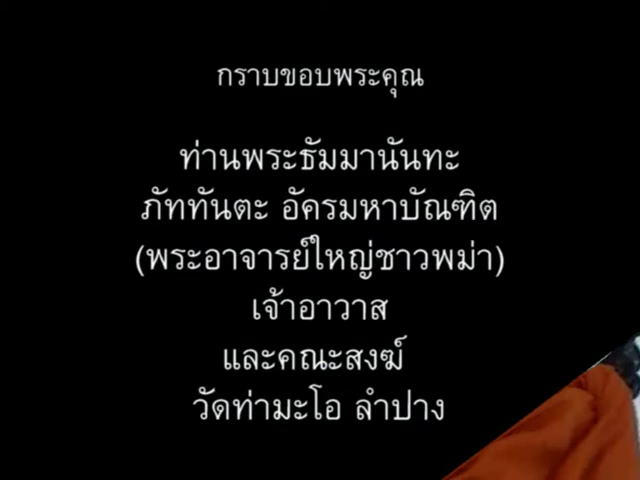 กราบขอบพระคุณ
ท่านพระธัมมานันทะ
ภัททันตะ อัครมหาบัณฑิต
(พระอาจารย์ใหญ่ชาวพม่า)
เจ้าอาวาส
และคณะสงฆ์
วัดท่ามะโอ ลำปาง